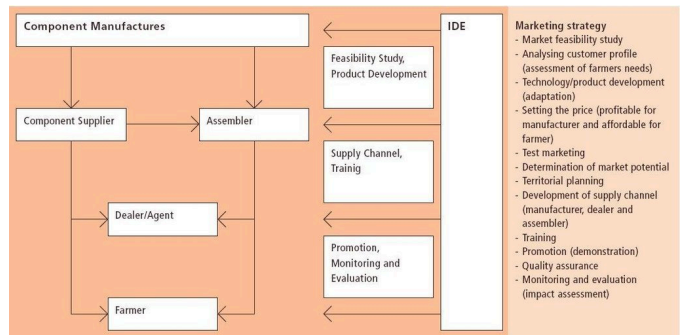 Component Manufactures
IDE
Feasibility Study,
Product Development
Component Supplier
Assembler
Supply Channel,
Trainig
Dealer/Agent
Promotion,
Monitoring and
Evaluation
Farmer
Marketing strategy
- Market feasibility study
- Analysing customer profile
(assessment of farmers needs)
- Technology/product development
(adaptation)
- Setting the price (profitable for
manufacturer and affordable for
farmer)
- Test marketing
- Determination of market potential
- Territorial planning
- Development of supply channel
(manufacturer, dealer and
assembler)
- Training
- Promotion (demonstration)
- Quality assurance
- Monitoring and evaluation
(impact assessment)